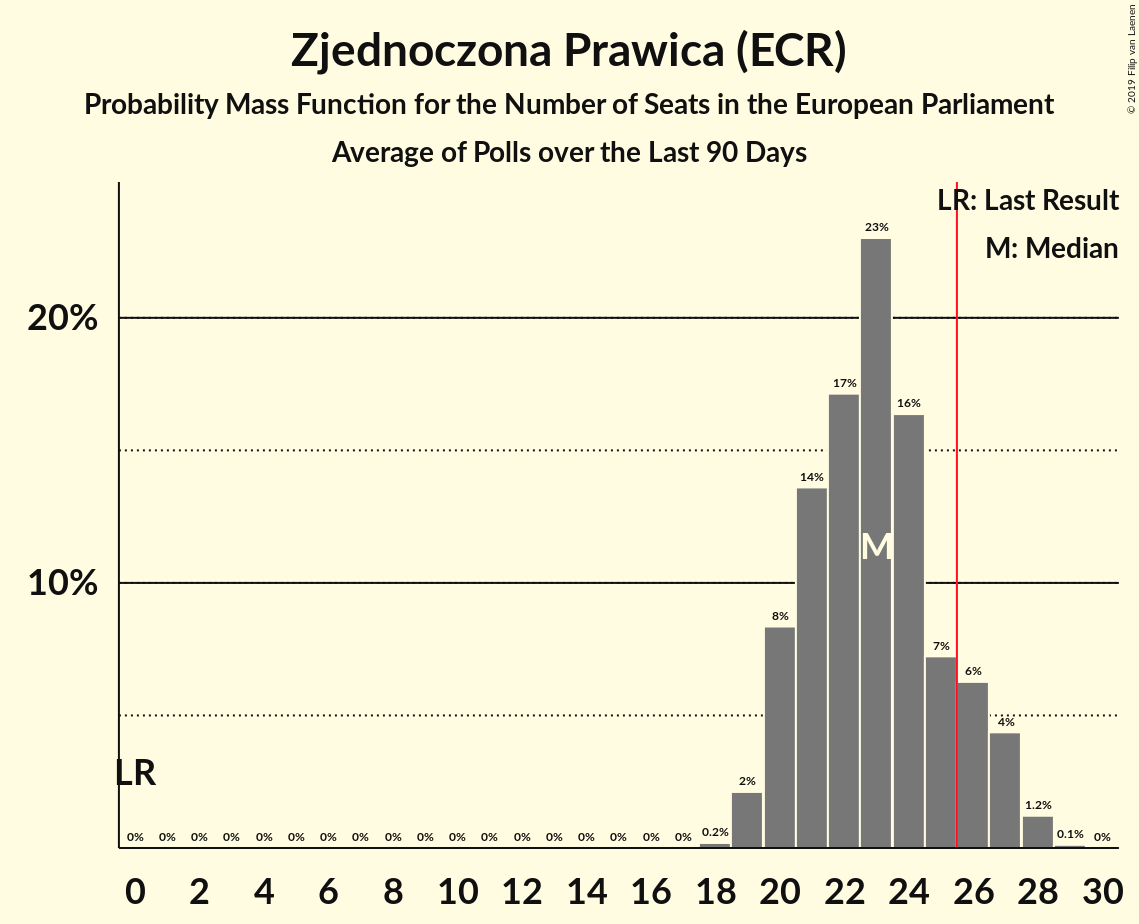 Zjednoczona Prawica (ECR)
Probability Mass Function for the Number of Seats in the European Parliament
Average of Polls over the Last 90 Days
© 2019 Filip van Laenen
LR: Last Result
M: Median
20%
10%
23%
17%
16%
14%
M
8%
7%
6%
4%
LR
2%
1.2%
0% 0% 0% 0% 0% 0% 0% 0% 0% 0% 0% 0% 0% 0% 0% 0% 0% 0% 0.2% 0.1% 0%
0 2 4 6 8 10 12 14 16 18 20 22 24 26 28 30